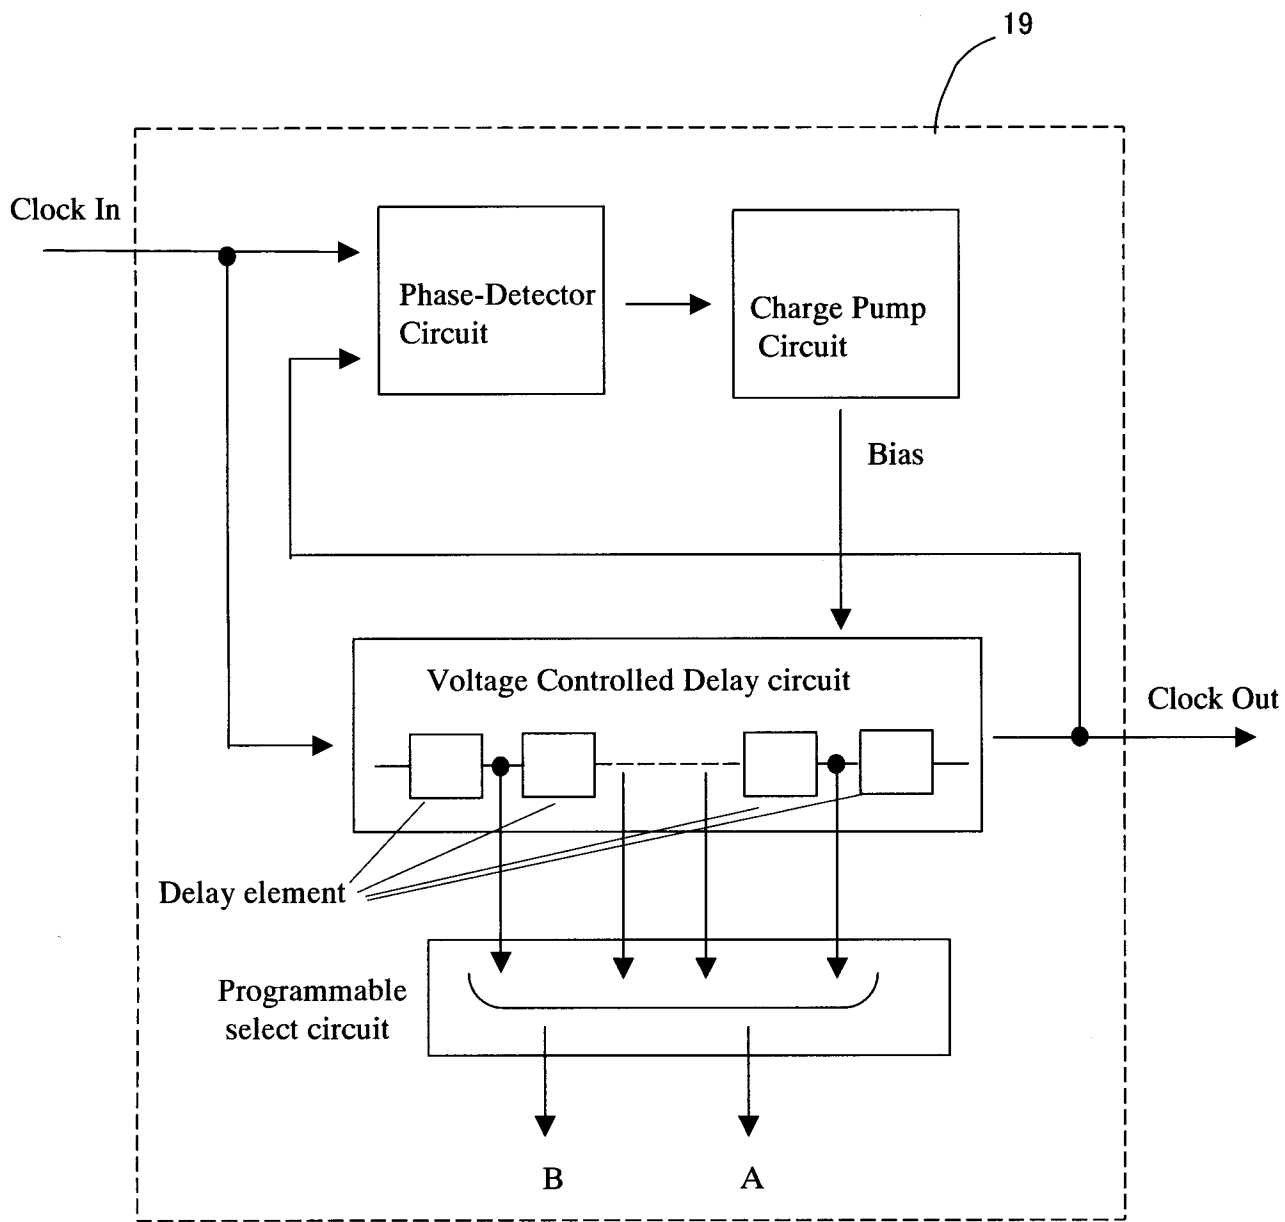 19
Clock In
Phase-Detector
Circuit
Charge Pump
Circuit
Bias
Voltage Controlled Delay circuit
Clock Out
Delay element
Programmable
select circuit
B
A